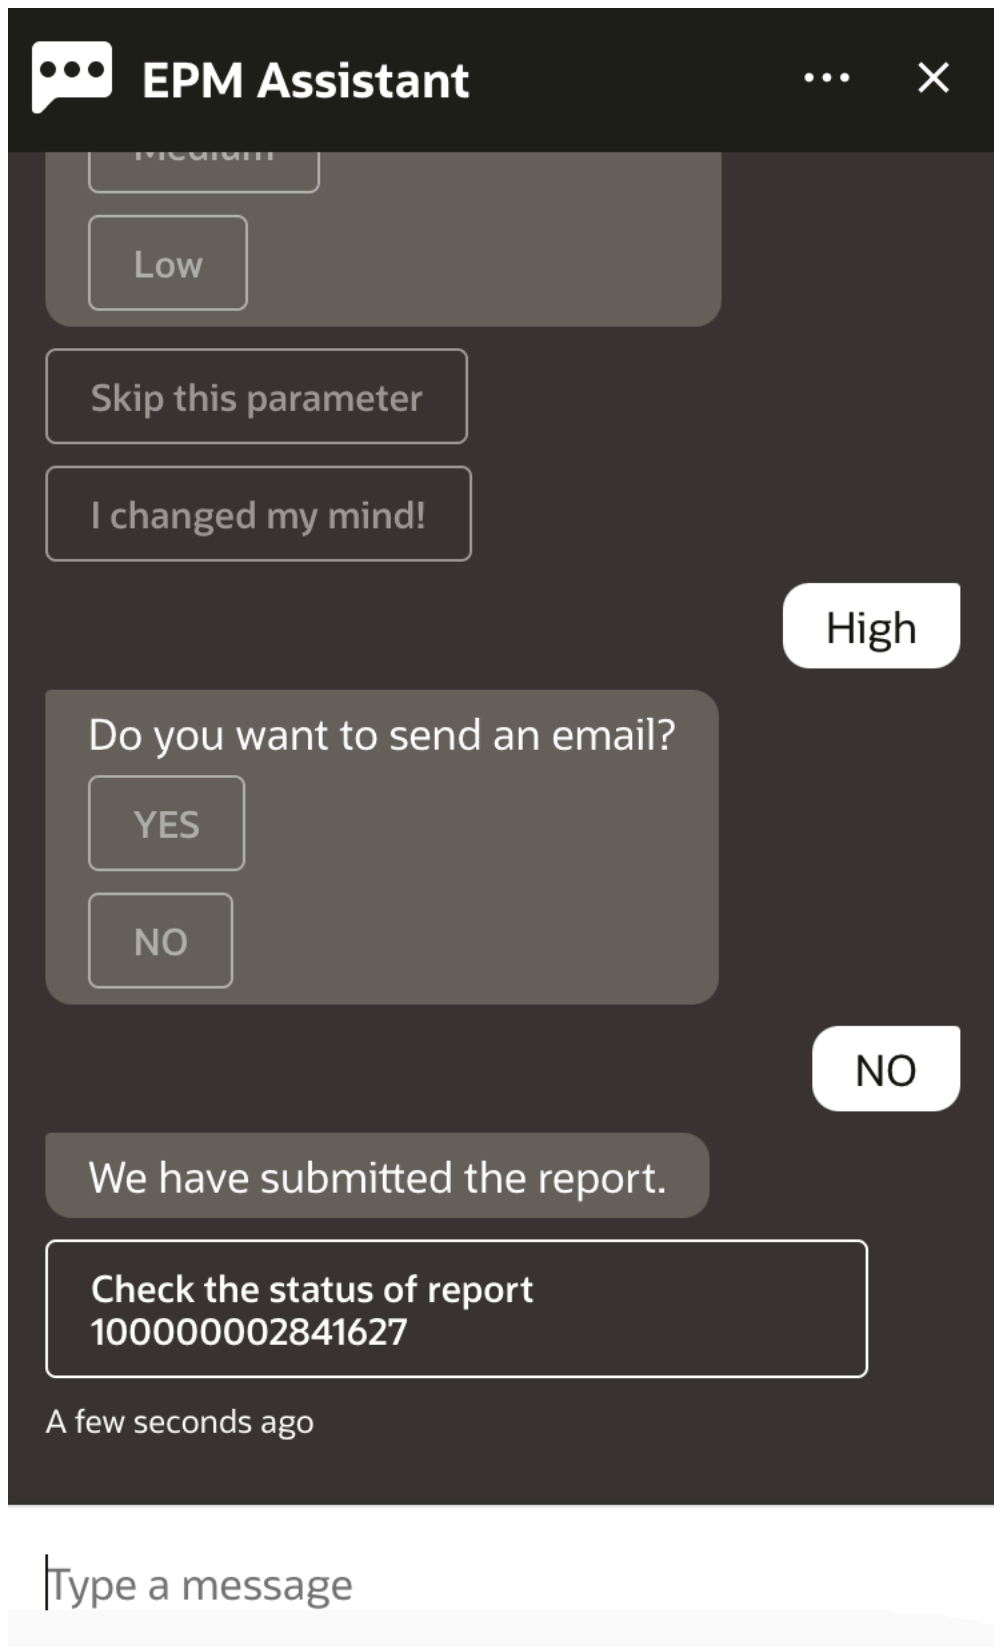 EPM Assistant
Medium
Low
Skip this parameter
I changed my mind!
High
Do you want to send an email?
YES
NO
NO
We have submitted the report.
Check the status of report
100000002841627
A few seconds ago
Type a message